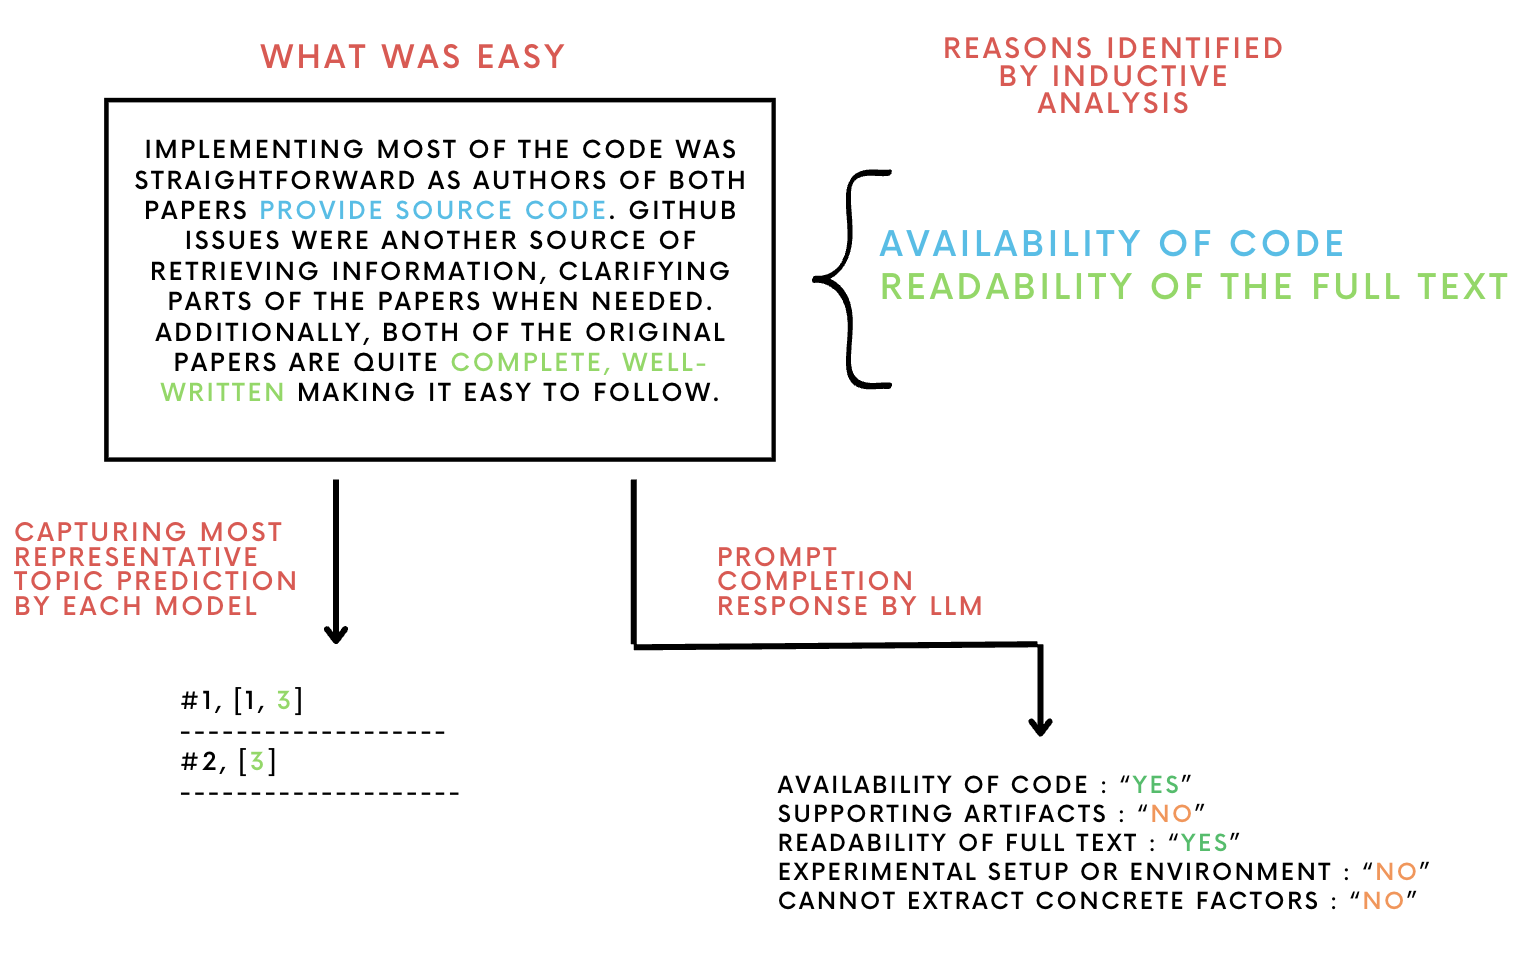 WHAT WAS EASY
IMPLEMENTING MOST OF THE CODE WAS
STRAIGHTFORWARD AS AUTHORS OF BOTH
PAPERS PROVIDE SOURCE CODE. GITHUB
ISSUES WERE ANOTHER SOURCE OF
RETRIEVING INFORMATION, CLARIFYING
PARTS OF THE PAPERS WHEN NEEDED.
ADDITIONALLY, BOTH OF THE ORIGINAL
PAPERS ARE QUITE COMPLETE, WELL-
WRITTEN MAKING IT EASY TO FOLLOW.
REASONS IDENTIFIED
BY INDUCTIVE
ANALYSIS
AVAILABILITY OF CODE
READABILITY OF THE FULL TEXT
CAPTURING MOST
REPRESENTATIVE
TOPIC PREDICTION
BY EACH MODEL
#1, [1, 3]
-------------------
#2, [3]
--------------------
PROMPT
COMPLETION
RESPONSE BY LLM
AVAILABILITY OF CODE : “YES”
SUPPORTING ARTIFACTS : “NO”
READABILITY OF FULL TEXT : “YES”
EXPERIMENTAL SETUP OR ENVIRONMENT : “NO”
CANNOT EXTRACT CONCRETE FACTORS : “NO”